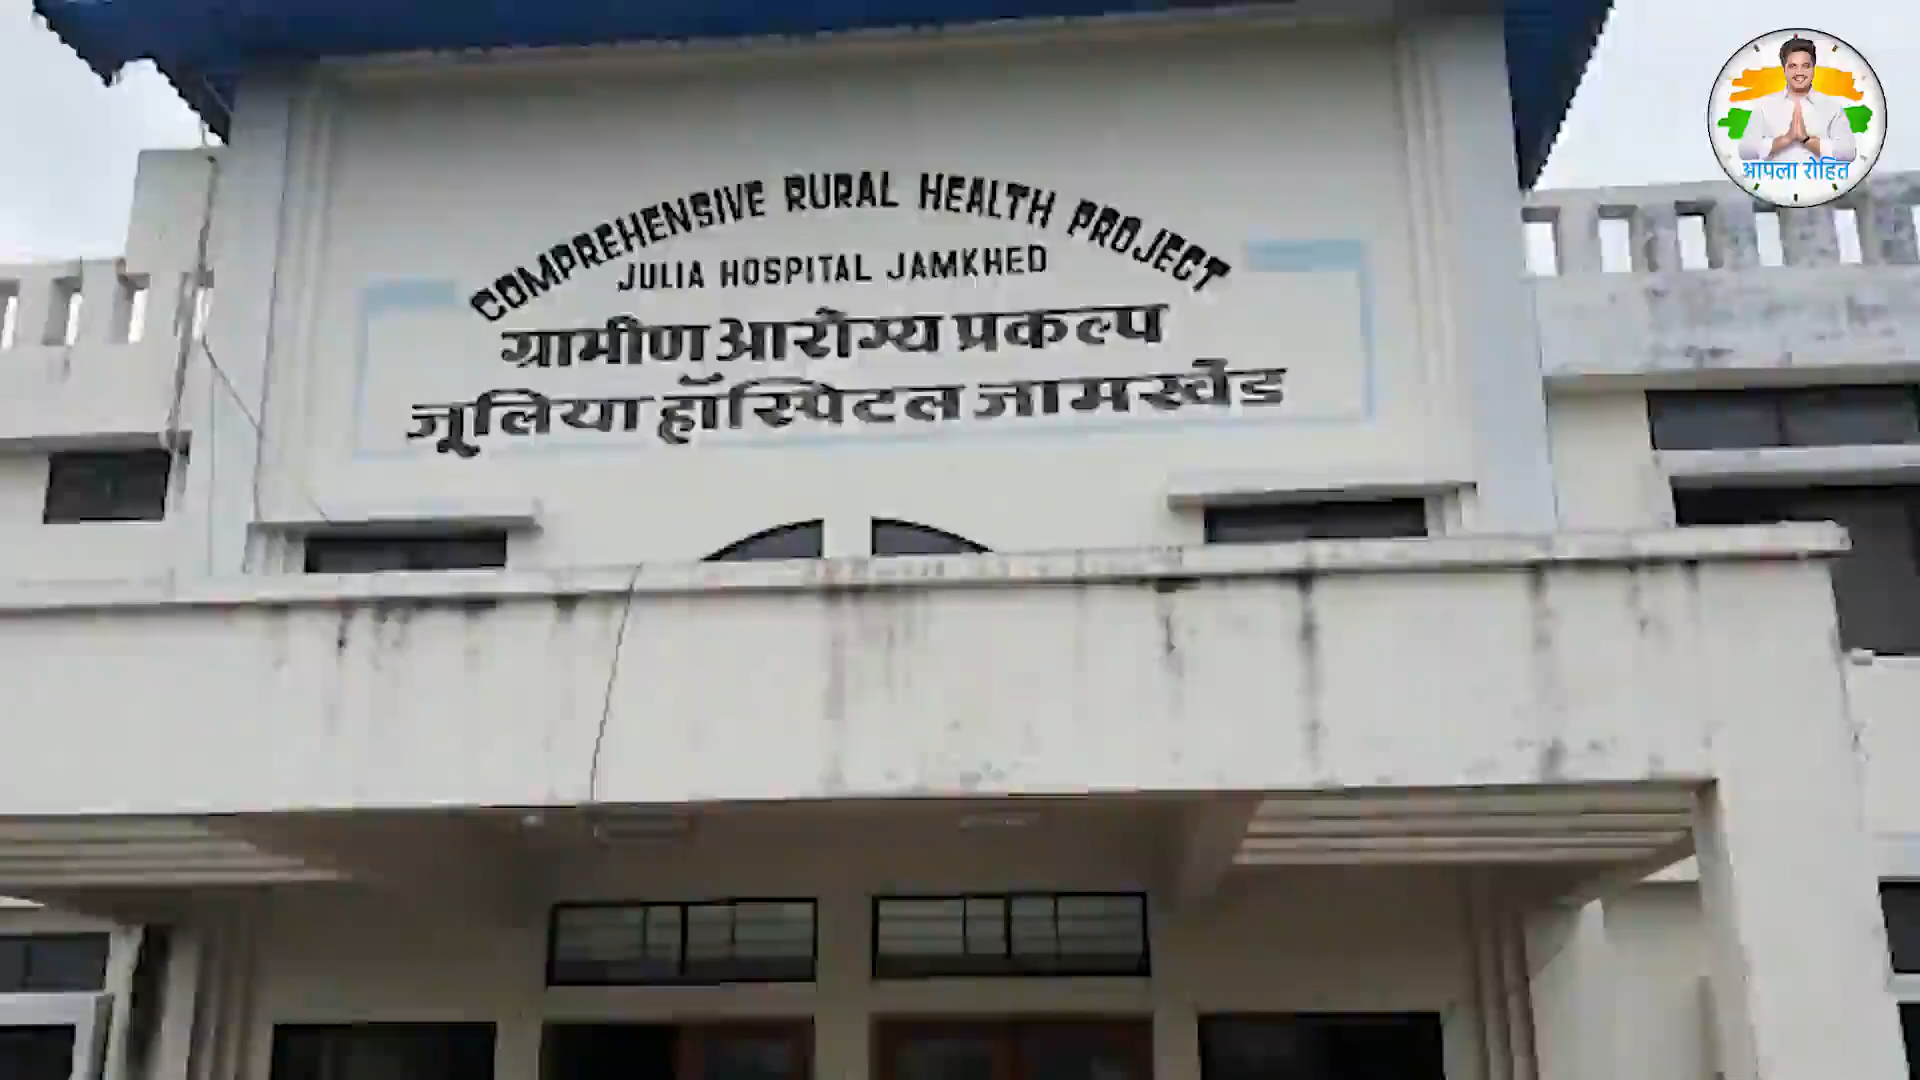 COMPREHENSIVE RURAL HEALTH PROJECT
JULIA HOSPITAL JAMKHED
ग्रामीण आरोग्य प्रकल्प
जूलिया हॉस्पिटल जामखेड
आपला रोहित